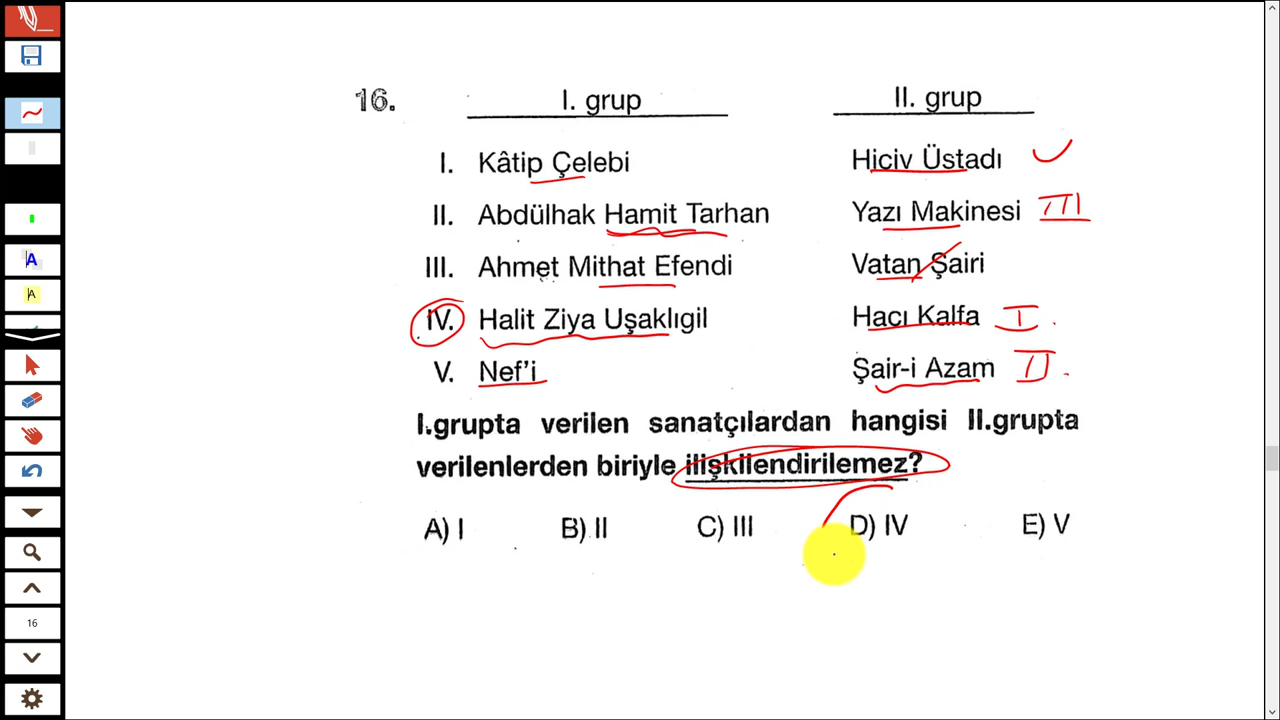 16. I. grup II. grup
I. Kâtip Çelebi Hiciv Üstadı
II. Abdülhak Hamit Tarhan Yazı Makinesi III
III. Ahmet Mithat Efendi Vatan Şairi
IV. Halit Ziya Uşaklıgil Hacı Kalfa I
V. Nef'i Şair-i Azam II
I.grupta verilen sanatçılardan hangisi II.grupta
verilenlerden biriyle ilişkilendirilemez?
A) I B) II C) III D) IV E) V
A
A
16